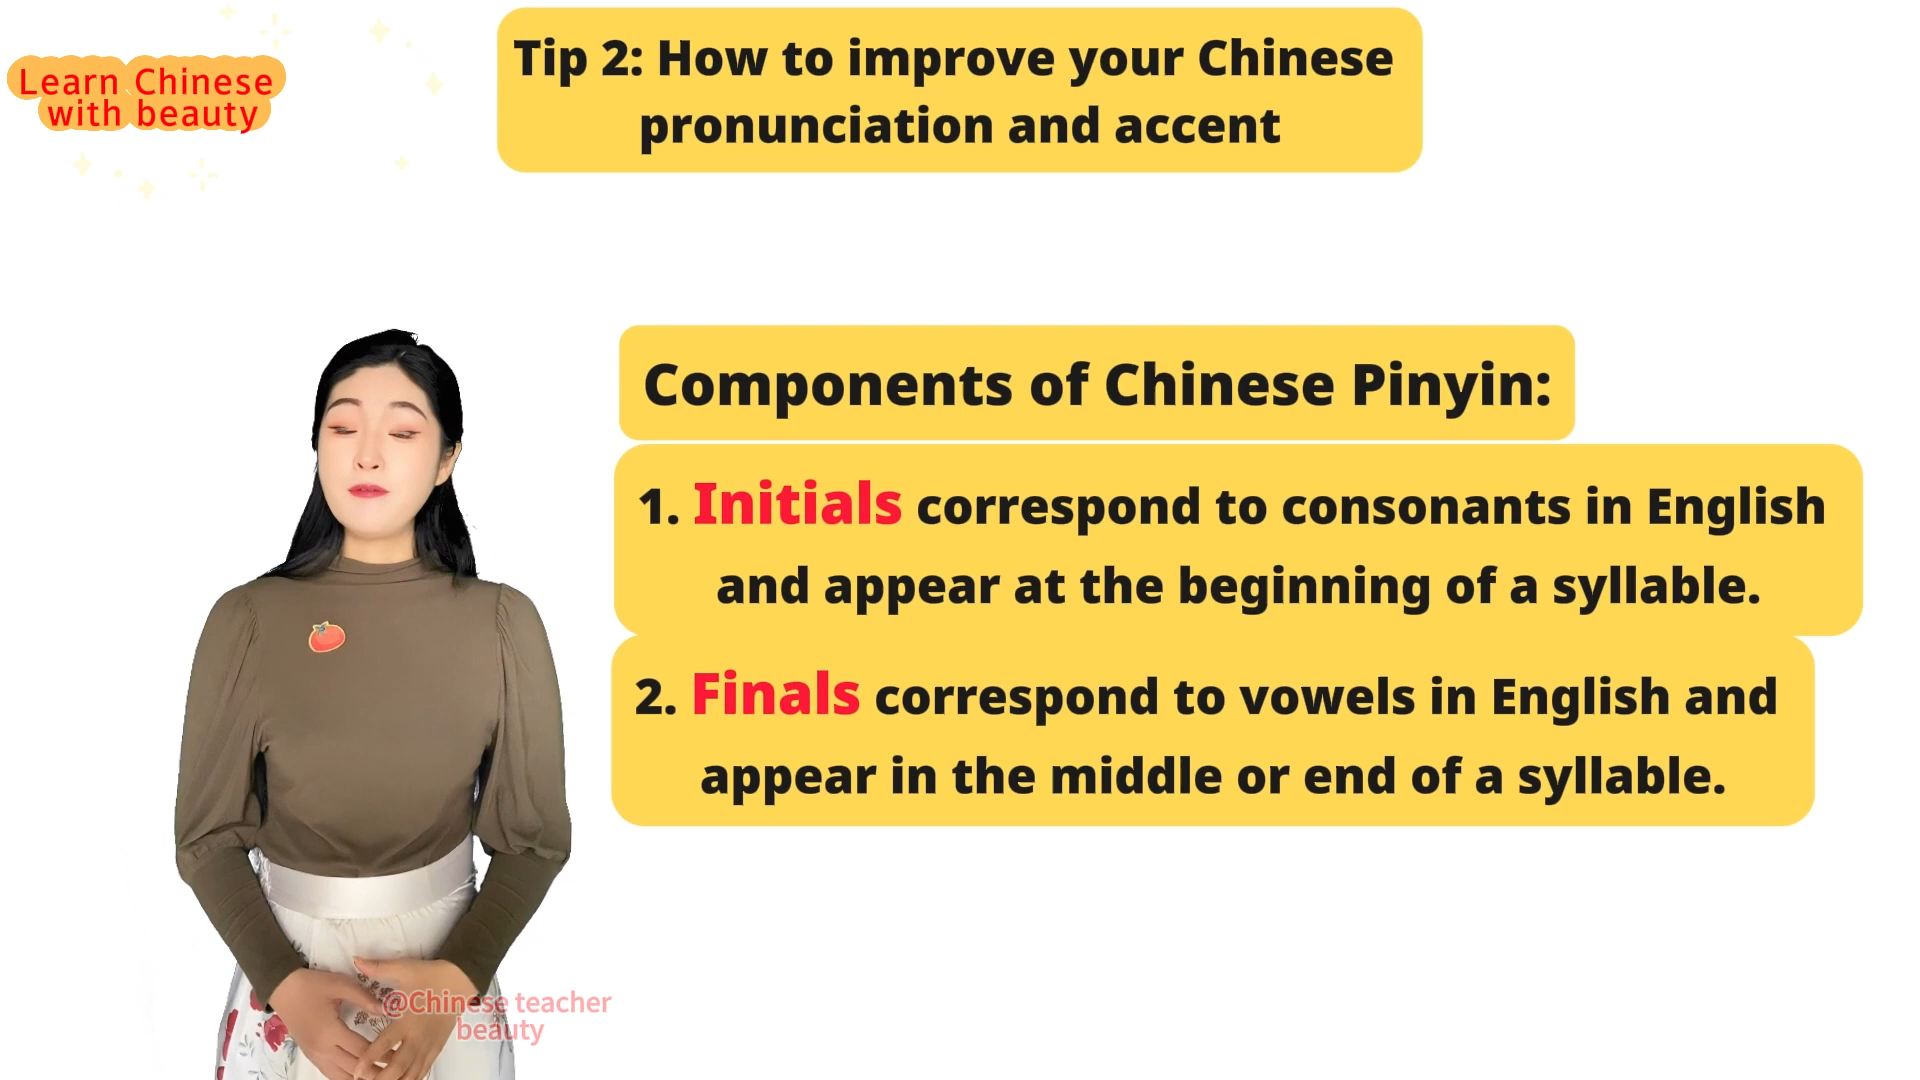 Learn Chinese
with beauty
Tip 2: How to improve your Chinese
pronunciation and accent
Components of Chinese Pinyin:
1. Initials correspond to consonants in English
and appear at the beginning of a syllable.
2. Finals correspond to vowels in English and
appear in the middle or end of a syllable.
@Chinese teacher
beauty